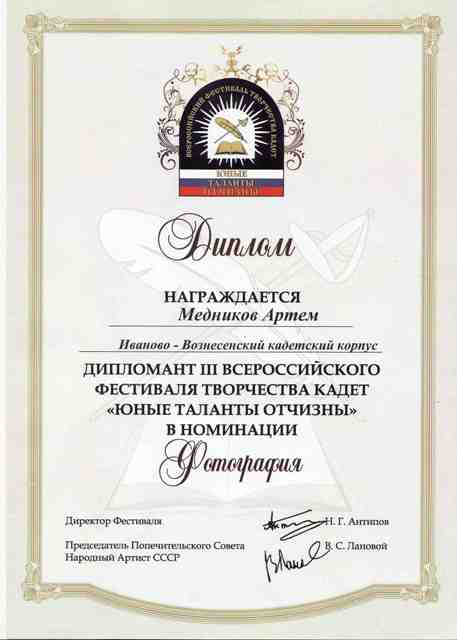 ВСЕРОССИЙСКИЙ ФЕСТИВАЛЬ ТВОРЧЕСТВА КАДЕТ
ЮНЫЕ
ТАЛАНТЫ
ОТЧИЗНЫ
Диплом
НАГРАЖДАЕТСЯ
Медников Артем
Иваново - Вознесенский кадетский корпус
ДИПЛОМАНТ III ВСЕРОССИЙСКОГО
ФЕСТИВАЛЯ ТВОРЧЕСТВА КАДЕТ
«ЮНЫЕ ТАЛАНТЫ ОТЧИЗНЫ»
В НОМИНАЦИИ
Фотография
Директор Фестиваля Н. Г. Антипов
Председатель Попечительского Совета В. С. Лановой
Народный Артист СССР